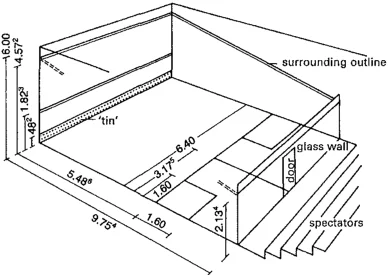 6.00
4.57²
1.82³
48²
surrounding outline
'tin'
glass wall
door
6.40
3.17⁵
1.60
5.48⁶
9.75⁴
1.60
2.13⁴
spectators